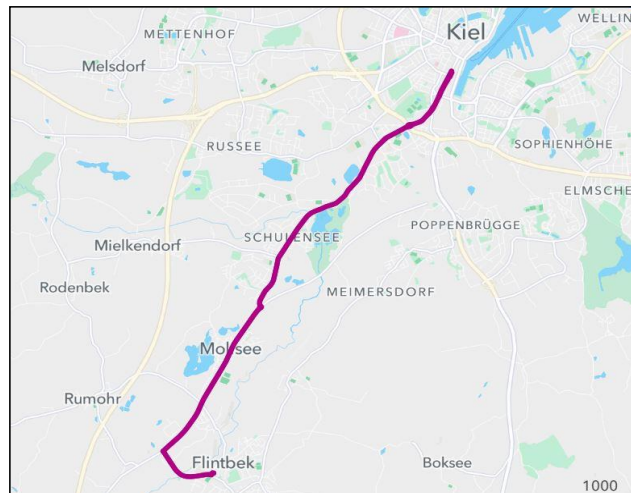 WELLIN
METTENHOF
Kiel
Melsdorf
SOPHIENHÖHE
RUSSEE
ELMSCHE
POPPENBRÜGGE
SCHULENSEE
Mielkendorf
Rodenbek
MEIMERSDORF
Molfsee
Rumohr
Flintbek
Boksee
1000